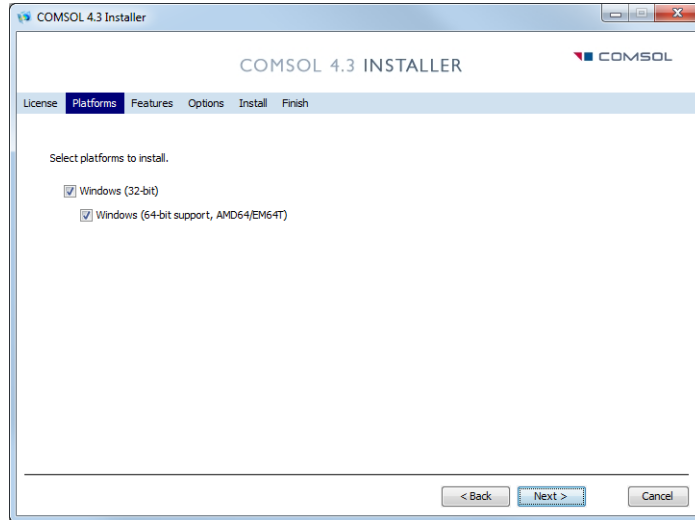 COMSOL 4.3 Installer
COMSOL 4.3 INSTALLER
COMSOL
License Platforms Features Options Install Finish
Select platforms to install.
Windows (32-bit)
Windows (64-bit support, AMD64/EM64T)
< Back Next > Cancel